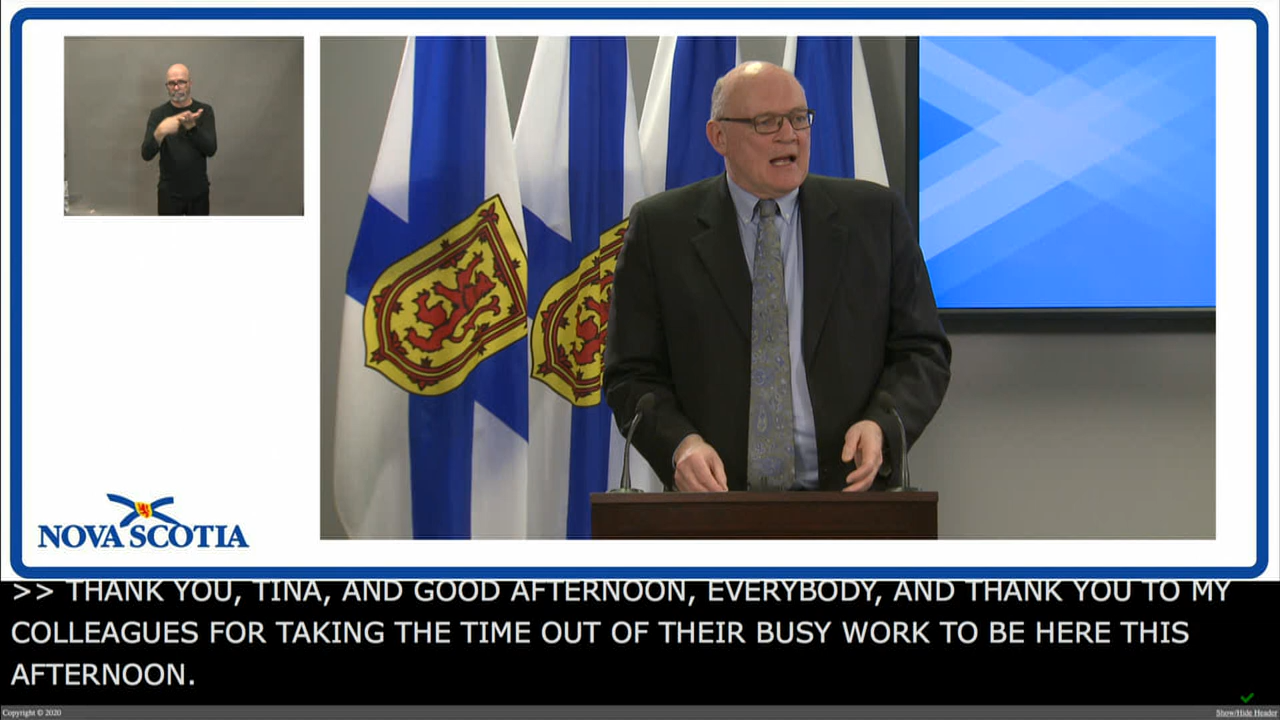 NOVA SCOTIA
>> THANK YOU, TINA, AND GOOD AFTERNOON, EVERYBODY, AND THANK YOU TO MY
COLLEAGUES FOR TAKING THE TIME OUT OF THEIR BUSY WORK TO BE HERE THIS
AFTERNOON.
Copyright © 2020
Show/Hide Header